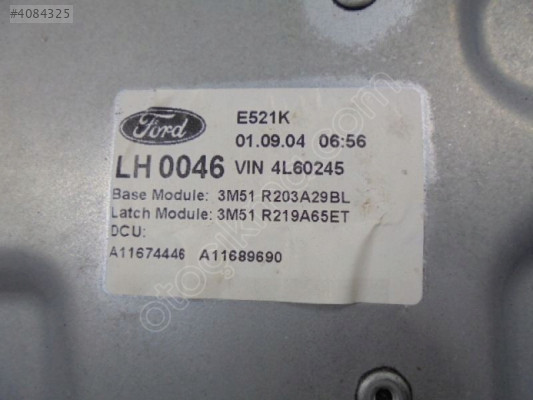 #4084325
Ford
E521K
01.09.04 06:56
LH 0046 VIN 4L60245
Base Module: 3M51 R203A29BL
Latch Module: 3M51 R219A65ET
DCU:
A11674446 A11689690